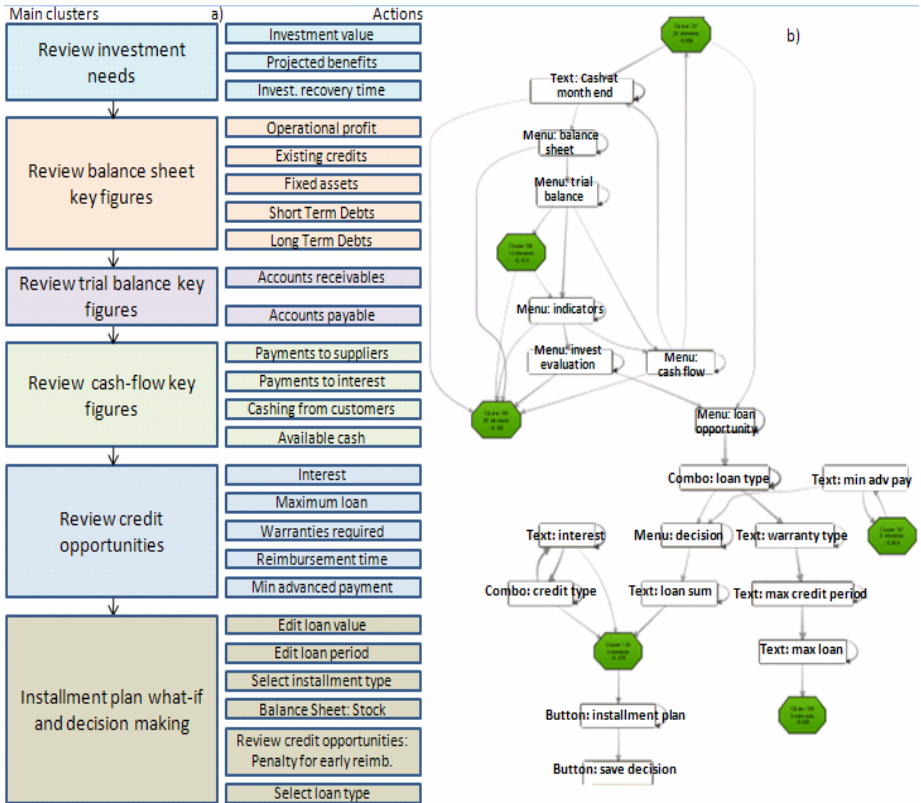 Main clusters
a)
Actions
Review investment
needs
Investment value
Projected benefits
Invest. recovery time
Review balance sheet
key figures
Operational profit
Existing credits
Fixed assets
Short Term Debts
Long Term Debts
Review trial balance key
figures
Accounts receivables
Accounts payable
Review cash-flow key
figures
Payments to suppliers
Payments to interest
Cashing from customers
Available cash
Review credit
opportunities
Interest
Maximum loan
Warranties required
Reimbursement time
Min advanced payment
Installment plan what-if
and decision making
Edit loan value
Edit loan period
Select installment type
Balance Sheet: Stock
Review credit opportunities:
Penalty for early reimb.
Select loan type
b)
Text: Cash at
month end
Menu: balance
sheet
Menu: trial
balance
Menu: indicators
Menu: invest
evaluation
Menu:
cash flow
Menu: loan
opportunity
Combo: loan type
Text: min adv pay
Text: interest
Menu: decision
Text: warranty type
Combo: credit type
Text: loan sum
Text: max credit period
Text: max loan
Button: installment plan
Button: save decision